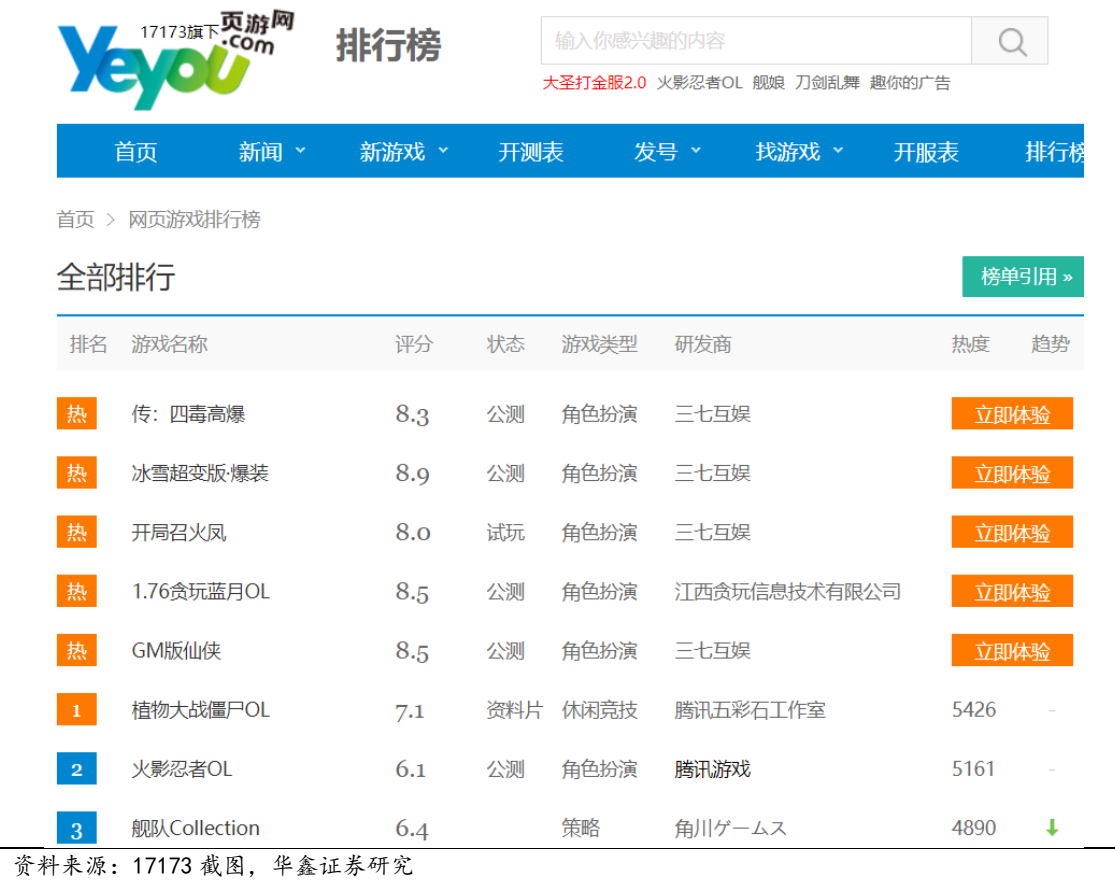 17173旗下 页游网
Yeyou.com
排行榜
输入你感兴趣的内容
大圣打金服2.0 火影忍者OL 舰娘 刀剑乱舞 趣你的广告
首页 新闻 新游戏 开测表 发号 找游戏 开服表 排行榜
首页 > 网页游戏排行榜
全部排行
榜单引用 »
排名 游戏名称 评分 状态 游戏类型 研发商 热度 趋势
热 传：四毒高爆 8.3 公测 角色扮演 三七互娱 立即体验
热 冰雪超变版·爆装 8.9 公测 角色扮演 三七互娱 立即体验
热 开局召火凤 8.0 试玩 角色扮演 三七互娱 立即体验
热 1.76贪玩蓝月OL 8.5 公测 角色扮演 江西贪玩信息技术有限公司 立即体验
热 GM版仙侠 8.5 公测 角色扮演 三七互娱 立即体验
1 植物大战僵尸OL 7.1 资料片 休闲竞技 腾讯五彩石工作室 5426 -
2 火影忍者OL 6.1 公测 角色扮演 腾讯游戏 5161 -
3 舰队Collection 6.4 策略 角川ゲームス 4890 ↓
资料来源：17173 截图，华鑫证券研究